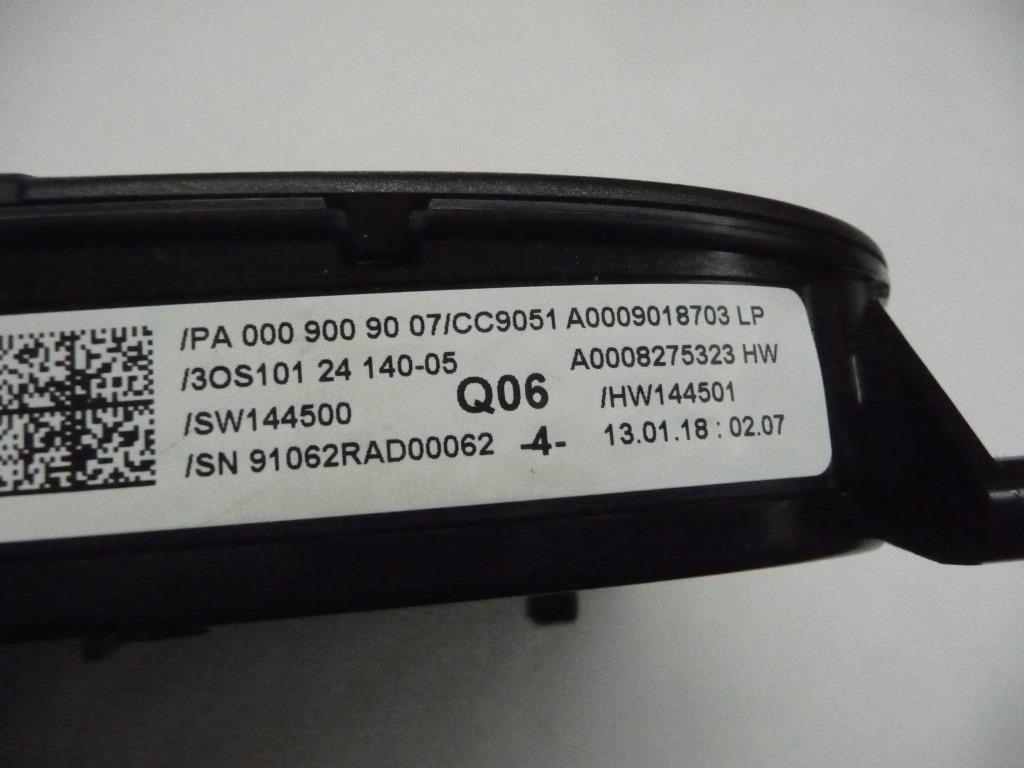 /PA 000 900 90 07/CC9051 A0009018703 LP
/3OS101 24 140-05 A0008275323 HW
Q06
/SW144500 /HW144501
/SN 91062RAD00062 -4- 13.01.18 : 02.07